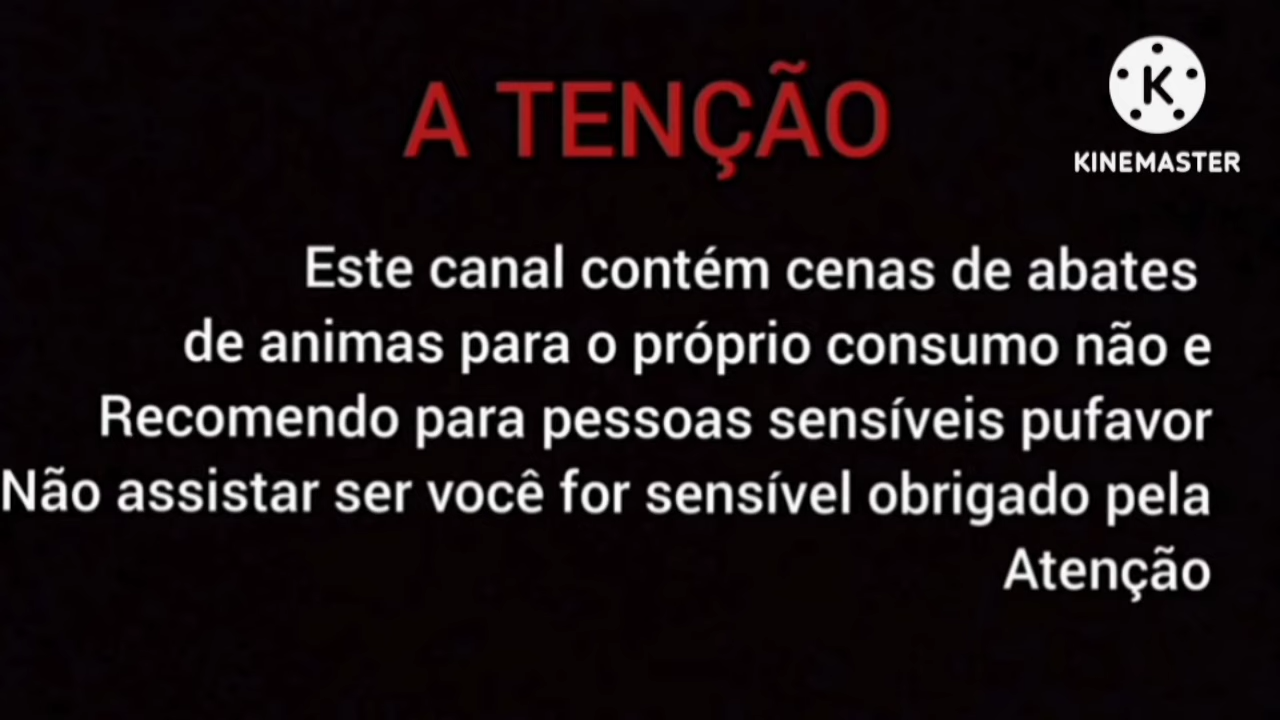 A TENÇÃO
K
KINEMASTER
Este canal contém cenas de abates
de animas para o próprio consumo não e
Recomendo para pessoas sensíveis pufavor
Não assistar ser você for sensível obrigado pela
Atenção